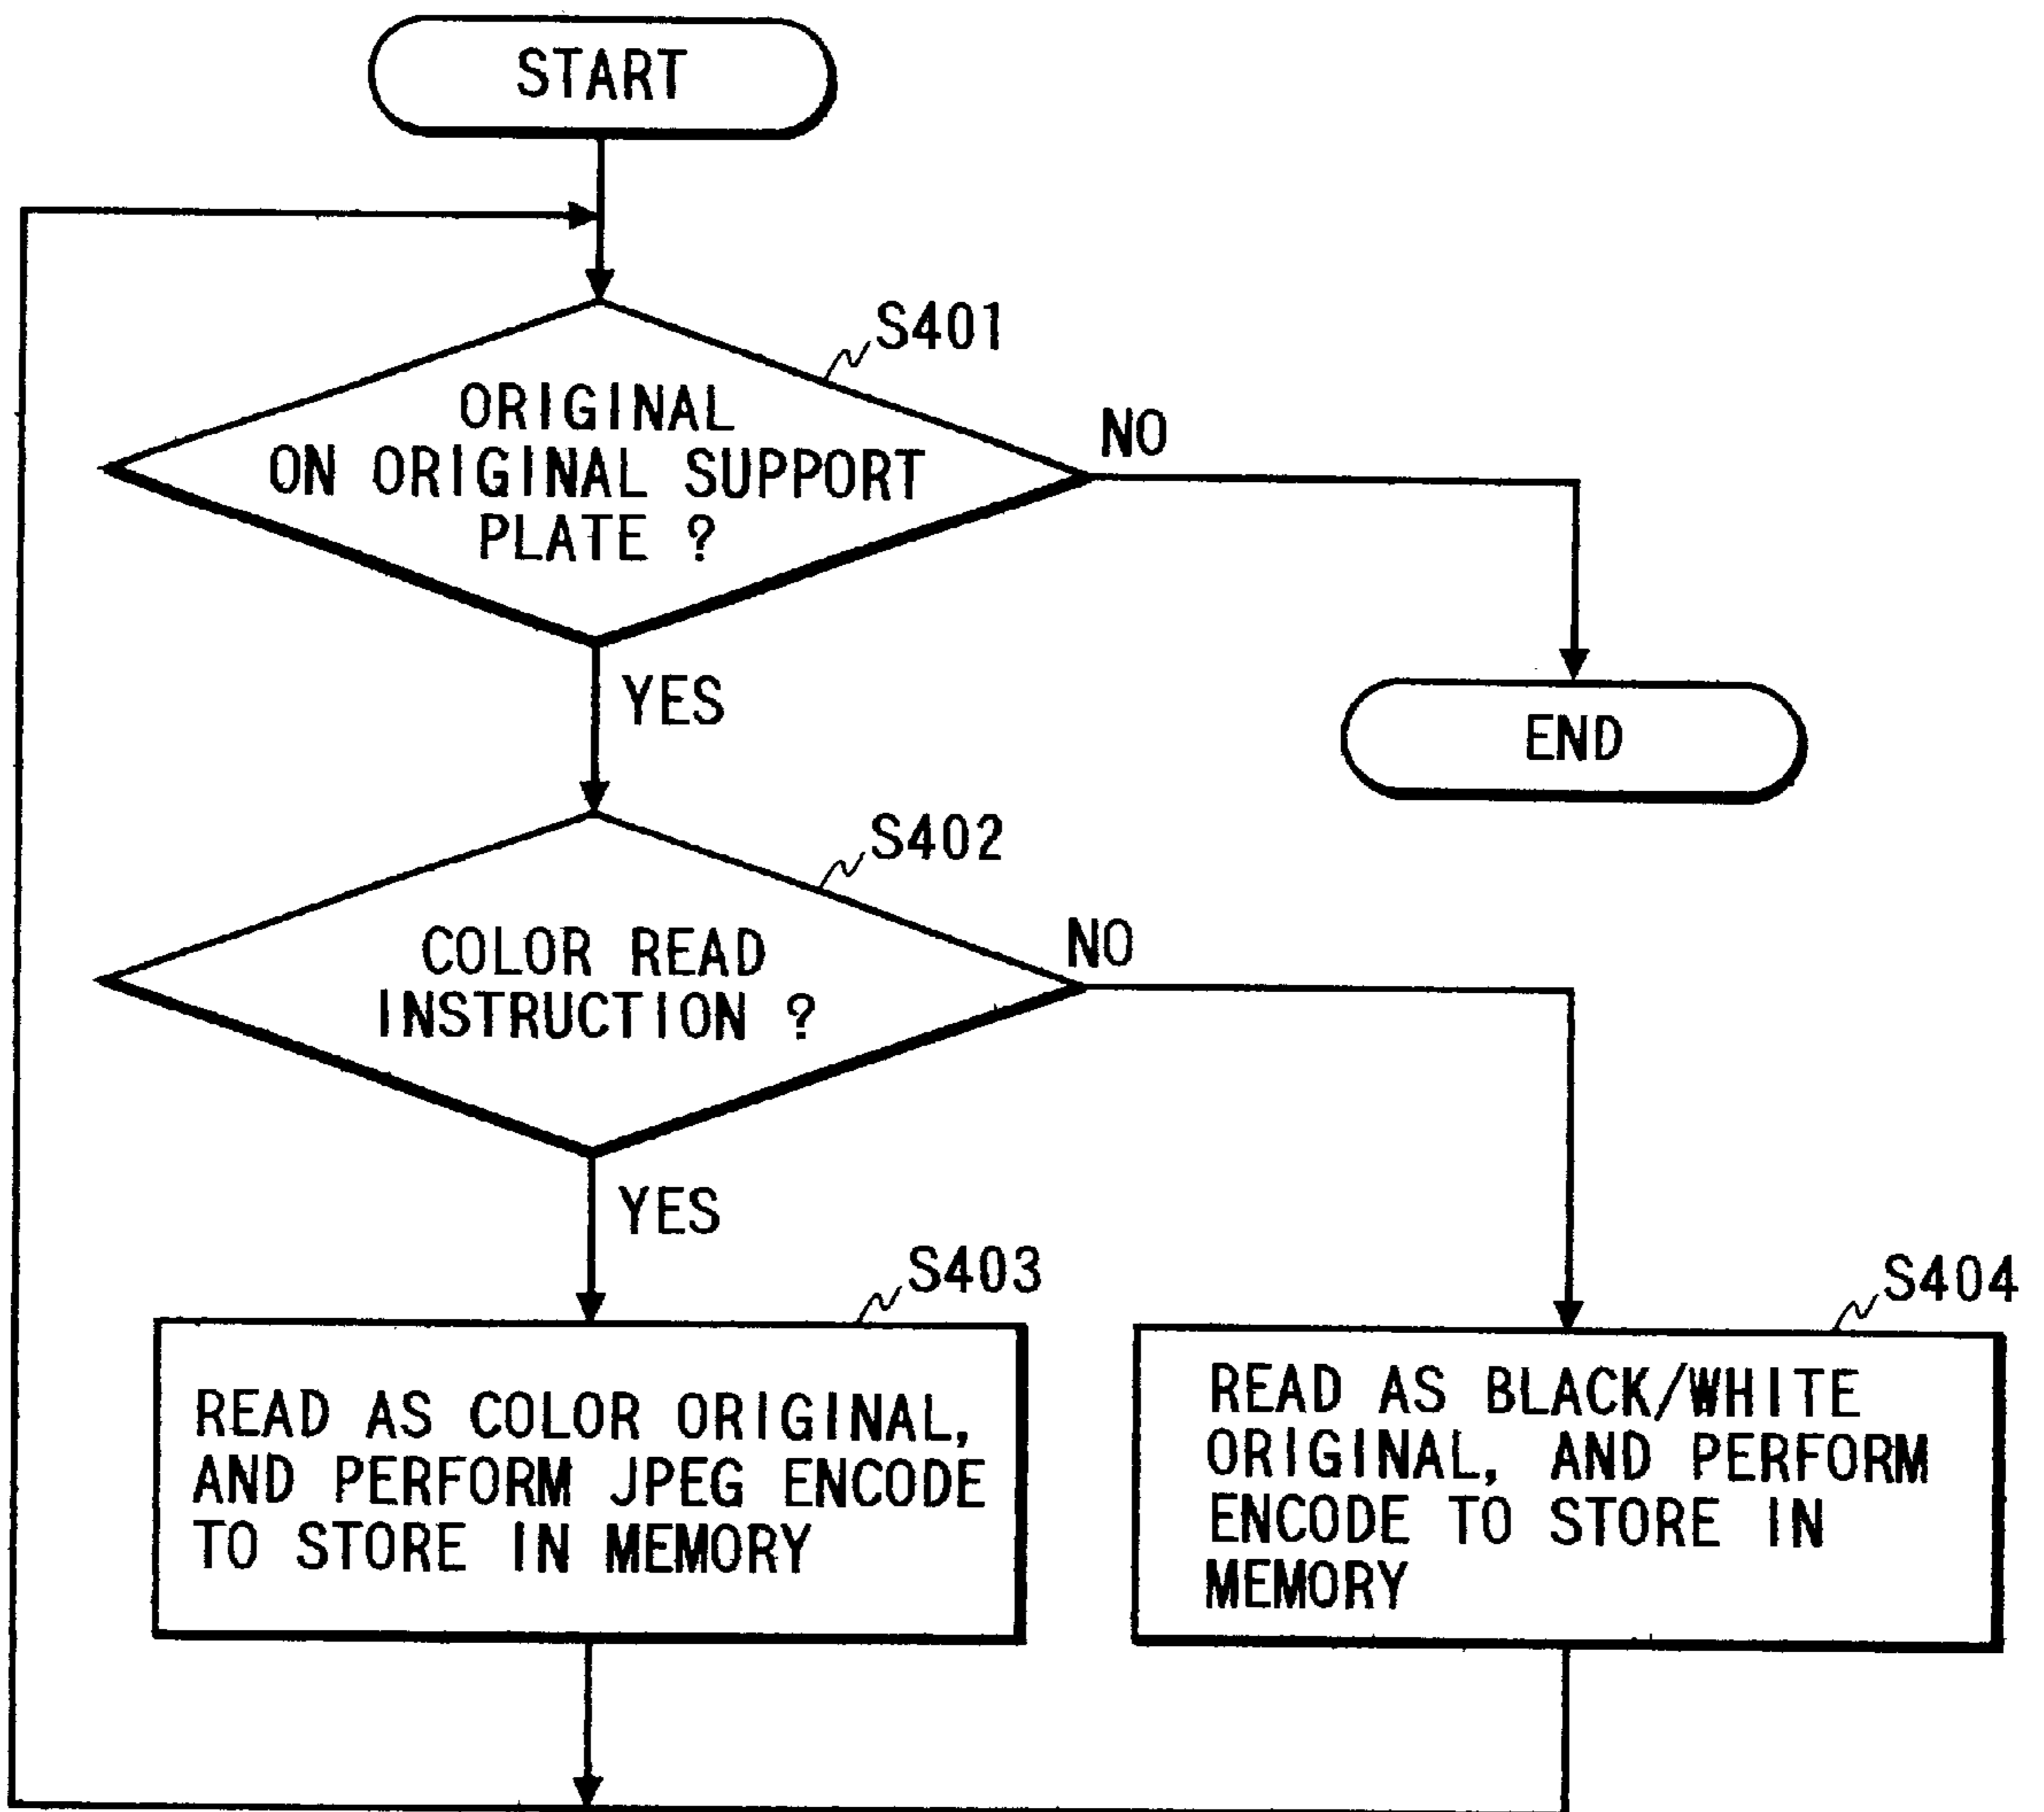 START
S401
ORIGINAL
ON ORIGINAL SUPPORT
PLATE ?
NO
YES
END
S402
COLOR READ
INSTRUCTION ?
NO
YES
S403
READ AS COLOR ORIGINAL,
AND PERFORM JPEG ENCODE
TO STORE IN MEMORY
S404
READ AS BLACK/WHITE
ORIGINAL, AND PERFORM
ENCODE TO STORE IN
MEMORY